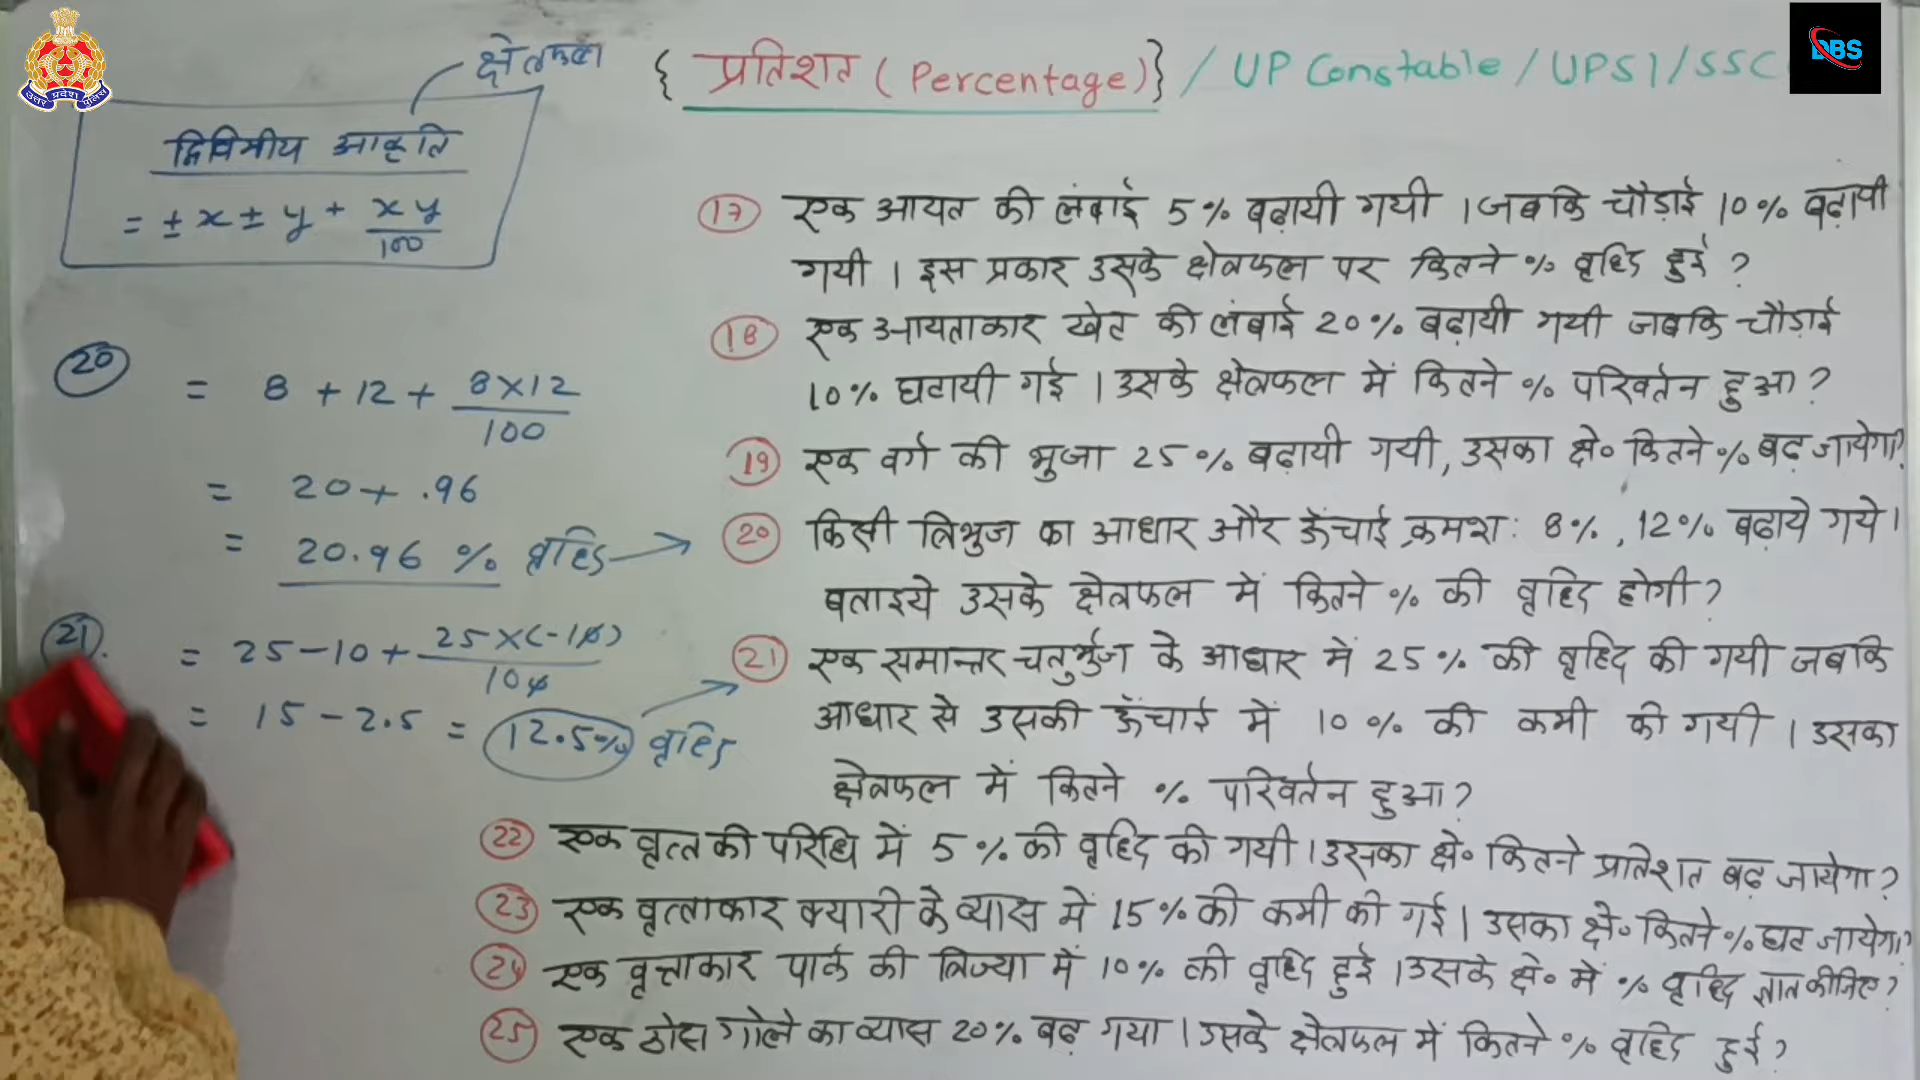 उत्तर प्रदेश पुलिस
DBS
क्षेत्रफल
{ प्रतिशत ( Percentage ) } / UP Constable / UPSI / SSC
द्विविमीय आकृति
= ± x ± y + xy/100
(17) एक आयत की लंबाई 5 % बढ़ायी गयी । जबकि चौड़ाई 10 % बढ़ायी
गयी । इस प्रकार उसके क्षेत्रफल पर कितने % वृद्धि हुई ?
(18) एक आयताकार खेत की लंबाई 20 % बढ़ायी गयी जबकि चौड़ाई
10 % घटायी गई । उसके क्षेत्रफल में कितने % परिवर्तन हुआ ?
(19) एक वर्ग की भुजा 25 % बढ़ायी गयी, उसका क्षे॰ कितने % बढ़ जायेगा ?
(20) किसी त्रिभुज का आधार और ऊँचाई क्रमश: 8 % , 12 % बढ़ाये गये ।
बताइये उसके क्षेत्रफल में कितने % की वृद्धि होगी ?
(21) एक समान्तर चतुर्भुज के आधार में 25 % की वृद्धि की गयी जबकि
आधार से उसकी ऊँचाई में 10 % की कमी की गयी । उसका
क्षेत्रफल में कितने % परिवर्तन हुआ ?
(22) एक वृत्त की परिधि में 5 % की वृद्धि की गयी । उसका क्षे॰ कितने प्रतिशत बढ़ जायेगा ?
(23) एक वृत्ताकार क्यारी के व्यास में 15 % की कमी की गई । उसका क्षे॰ कितने % घट जायेगा ?
(24) एक वृत्ताकार पार्क की त्रिज्या में 10 % की वृद्धि हुई । उसके क्षे॰ में % वृद्धि ज्ञात कीजिए ?
(25) एक ठोस गोले का व्यास 20 % बढ़ गया । उसके क्षेत्रफल में कितने % वृद्धि हुई ?
(20) = 8 + 12 + 8 × 12/100
= 20 + .96
= 20.96 % वृद्धि
(21). = 25 - 10 + 25 × (-10)/100
= 15 - 2.5 = 12.5 % वृद्धि